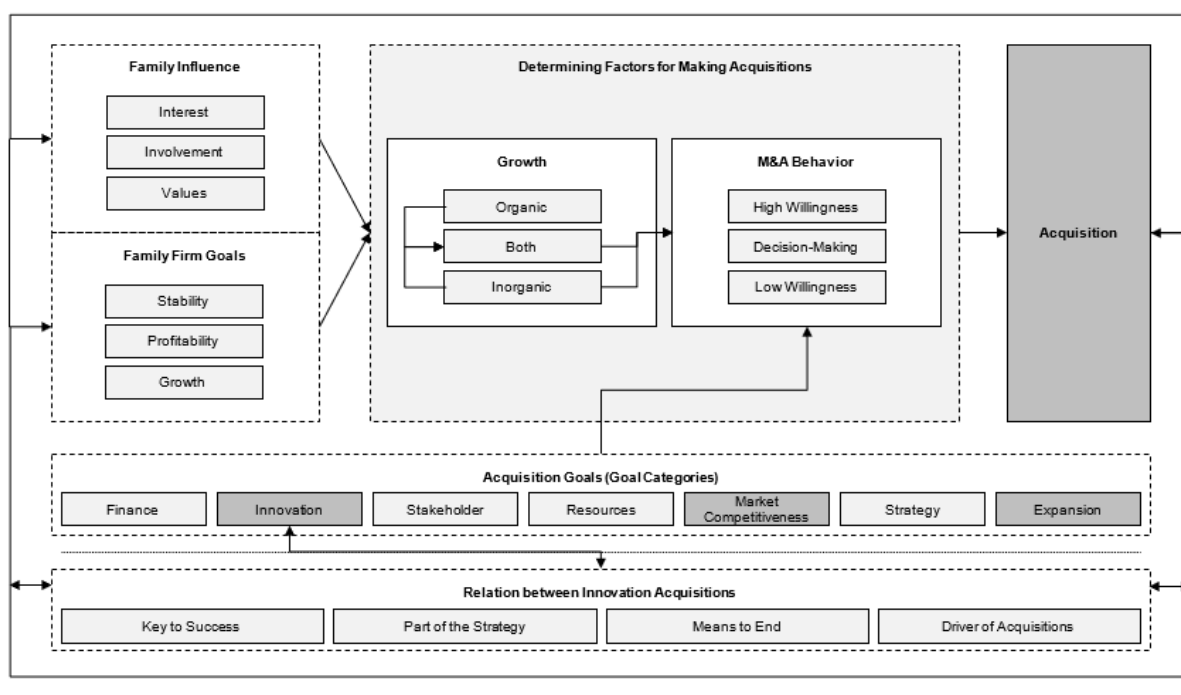 Family Influence
Interest
Involvement
Values
Family Firm Goals
Stability
Profitability
Growth
Determining Factors for Making Acquisitions
Growth
Organic
Both
Inorganic
M&A Behavior
High Willingness
Decision-Making
Low Willingness
Acquisition
Acquisition Goals (Goal Categories)
Finance
Innovation
Stakeholder
Resources
Market
Competitiveness
Strategy
Expansion
Relation between Innovation Acquisitions
Key to Success
Part of the Strategy
Means to End
Driver of Acquisitions